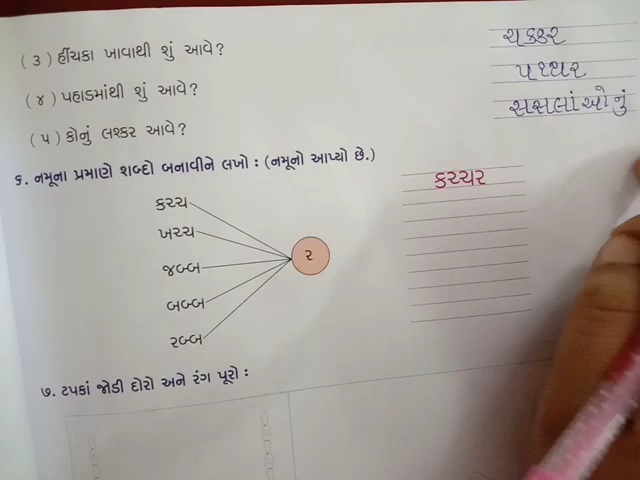 (૩) હીંચકા ખાવાથી શું આવે? ચક્કર
(૪) પહાડમાંથી શું આવે? પથ્થર
(૫) કોનું લશ્કર આવે? સસલાંઓનું
૬. નમૂના પ્રમાણે શબ્દો બનાવીને લખો : (નમૂનો આપ્યો છે.)
કચ્ચ કચ્ચર
ખચ્ચ
જબ્બ ર
બબ્બ
રબ્બ
૭. ટપકાં જોડી દોરો અને રંગ પૂરો :